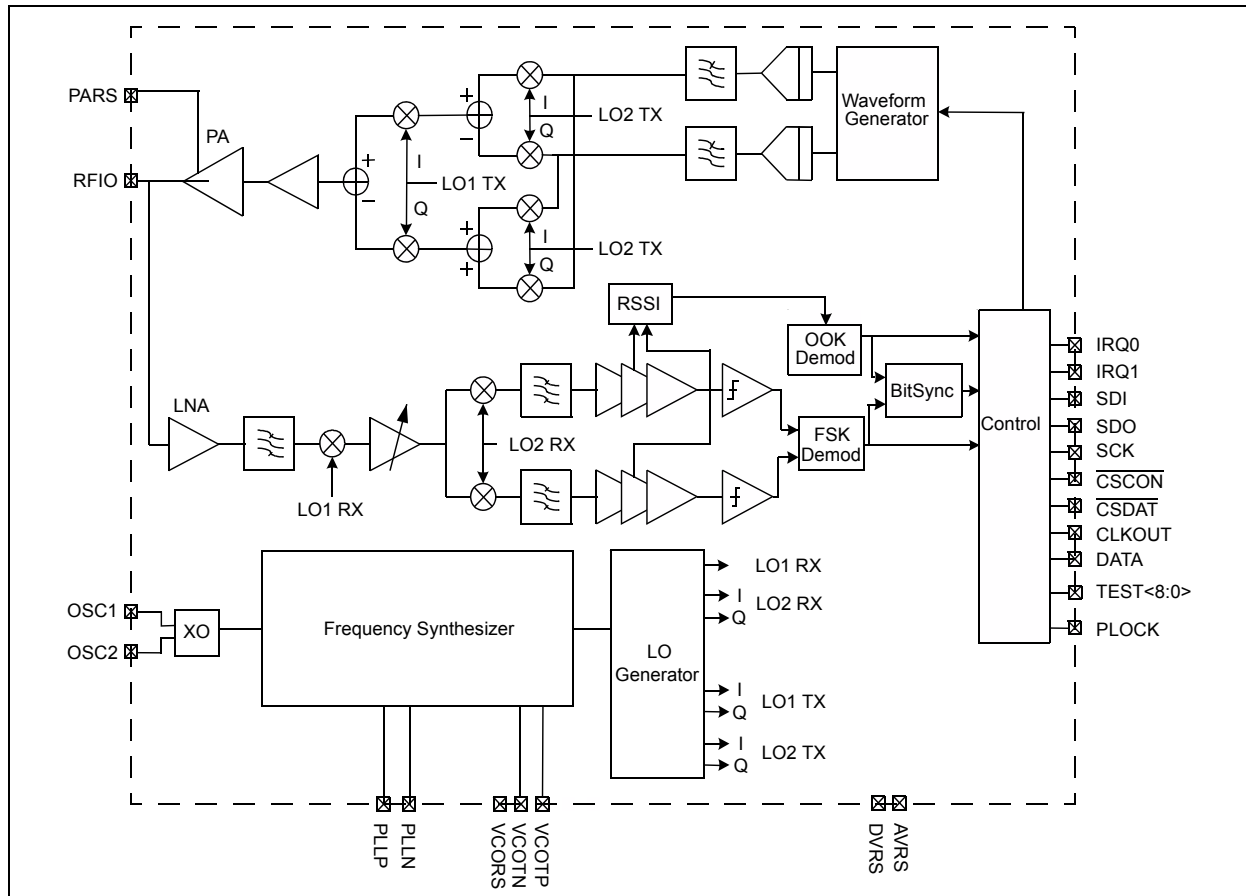 PARS
PA
RFIO
+
−
+
−
I
Q
LO1 TX
+
−
I
Q
LO2 TX
+
+
I
Q
LO2 TX
Waveform
Generator
RSSI
OOK
Demod
BitSync
FSK
Demod
Control
LNA
LO1 RX
LO2 RX
IRQ0
IRQ1
SDI
SDO
SCK
CSCON
CSDAT
CLKOUT
DATA
TEST<8:0>
PLOCK
OSC1
OSC2
XO
Frequency Synthesizer
LO
Generator
LO1 RX
I
Q
LO2 RX
I
Q
LO1 TX
I
Q
LO2 TX
PLLP
PLLN
VCORS
VCOTN
VCOTP
DVRS
AVRS